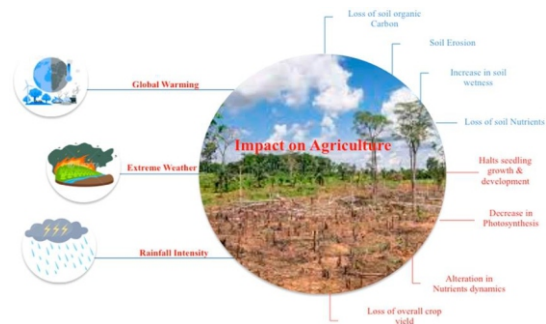 Loss of soil organic
Carbon
Soil Erosion
Increase in soil
wetness
Global Warming
Loss of soil Nutrients
Impact on Agriculture
Extreme Weather
Halts seedling
growth &
development
Decrease in
Photosynthesis
Rainfall Intensity
Alteration in
Nutrients dynamics
Loss of overall crop
yield